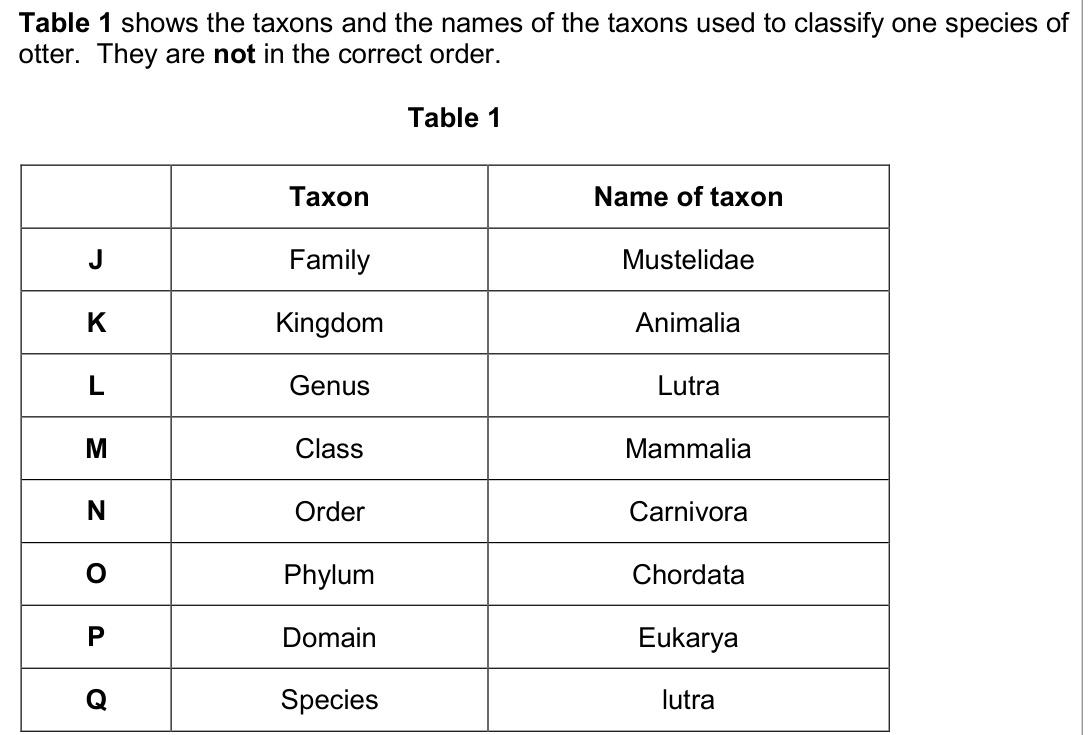 Table 1 shows the taxons and the names of the taxons used to classify one species of
otter. They are not in the correct order.
Table 1
Taxon Name of taxon
J Family Mustelidae
K Kingdom Animalia
L Genus Lutra
M Class Mammalia
N Order Carnivora
O Phylum Chordata
P Domain Eukarya
Q Species lutra